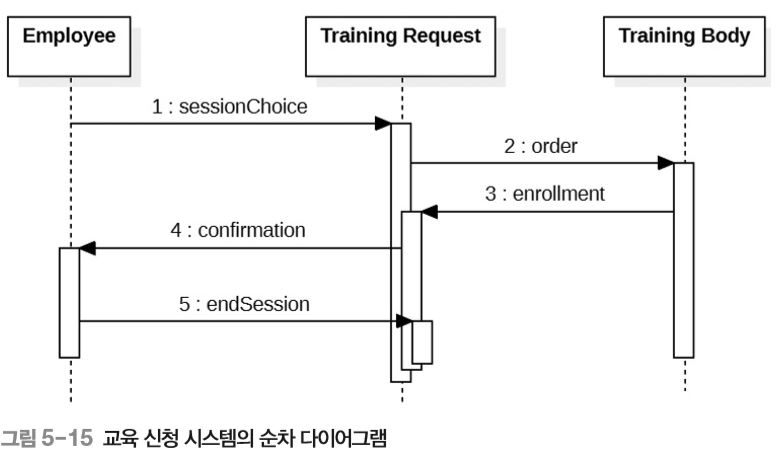 Employee
Training Request
Training Body
1 : sessionChoice
2 : order
3 : enrollment
4 : confirmation
5 : endSession
그림 5-15 교육 신청 시스템의 순차 다이어그램